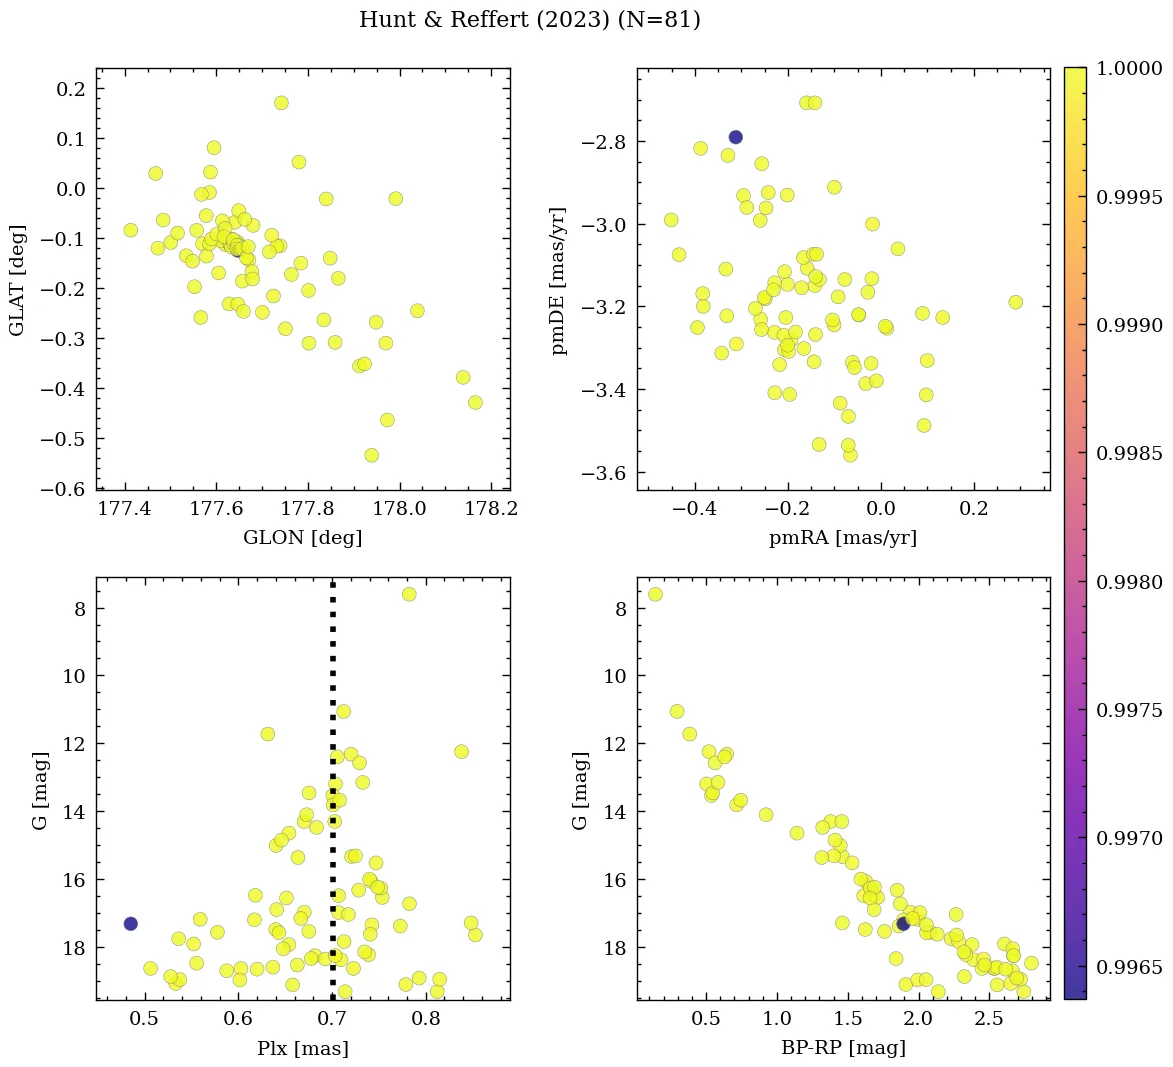 Hunt & Reffert (2023) (N=81)
0.2
0.1
0.0
−0.1
−0.2
−0.3
−0.4
−0.5
−0.6
GLAT [deg]
177.4 177.6 177.8 178.0 178.2
GLON [deg]
−2.8
−3.0
−3.2
−3.4
−3.6
pmDE [mas/yr]
−0.4 −0.2 0.0 0.2
pmRA [mas/yr]
8
10
12
14
16
18
G [mag]
0.5 0.6 0.7 0.8
Plx [mas]
8
10
12
14
16
18
G [mag]
0.5 1.0 1.5 2.0 2.5
BP-RP [mag]
1.0000
0.9995
0.9990
0.9985
0.9980
0.9975
0.9970
0.9965